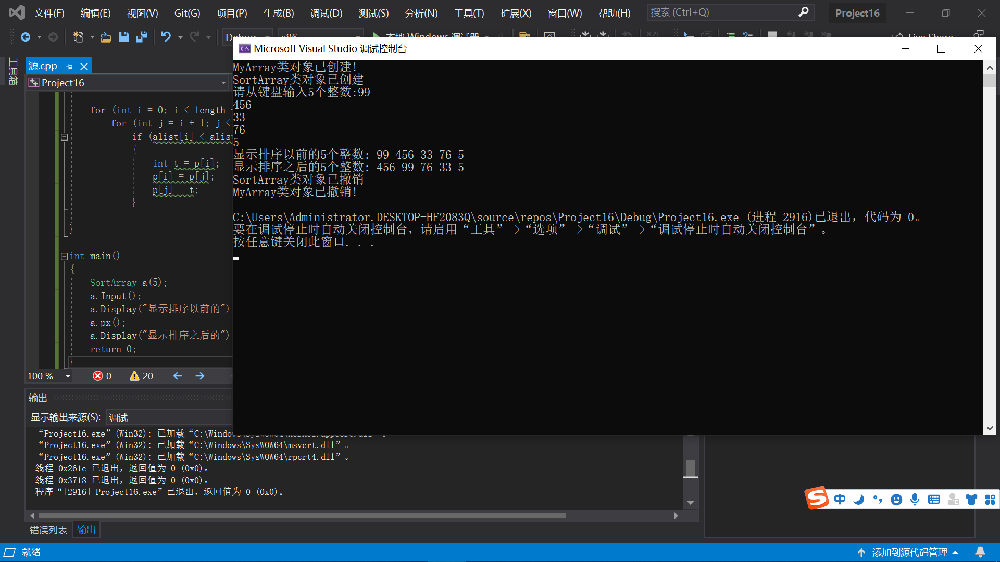 文件(F) 编辑(E) 视图(V) Git(G) 项目(P) 生成(B) 调试(D) 测试(S) 分析(N) 工具(T) 扩展(X) 窗口(W) 帮助(H) 搜索 (Ctrl+Q) Project16
Debug x86 本地 Windows 调试器 Live Share
工具箱
源.cpp
Project16
for (int i = 0; i < length
for (int j = i + 1; j <
if (alist[i] < alist
{
int t = p[i];
p[i] = p[j];
p[j] = t;
}
}
int main()
{
SortArray a(5);
a.Input();
a.Display("显示排序以前的")
a.px();
a.Display("显示排序之后的")
return 0;
}
100 % 0 20
Microsoft Visual Studio 调试控制台
MyArray类对象已创建!
SortArray类对象已创建
请从键盘输入5个整数:99
456
33
76
5
显示排序以前的5个整数: 99 456 33 76 5
显示排序之后的5个整数: 456 99 76 33 5
SortArray类对象已撤销
MyArray类对象已撤销!
C:\Users\Administrator.DESKTOP-HF2083Q\source\repos\Project16\Debug\Project16.exe (进程 2916)已退出，代码为 0。
要在调试停止时自动关闭控制台，请启用“工具”->“选项”->“调试”->“调试停止时自动关闭控制台”。
按任意键关闭此窗口. . .
输出
显示输出来源(S): 调试
“Project16.exe”(Win32): 已加载“C:\Windows\SysWOW64\kernel.appcore.dll”。
“Project16.exe”(Win32): 已加载“C:\Windows\SysWOW64\msvcrt.dll”。
“Project16.exe”(Win32): 已加载“C:\Windows\SysWOW64\rpcrt4.dll”。
线程 0x261c 已退出，返回值为 0 (0x0)。
线程 0x3718 已退出，返回值为 0 (0x0)。
程序“[2916] Project16.exe”已退出，返回值为 0 (0x0)。
错误列表 输出
中
就绪 添加到源代码管理